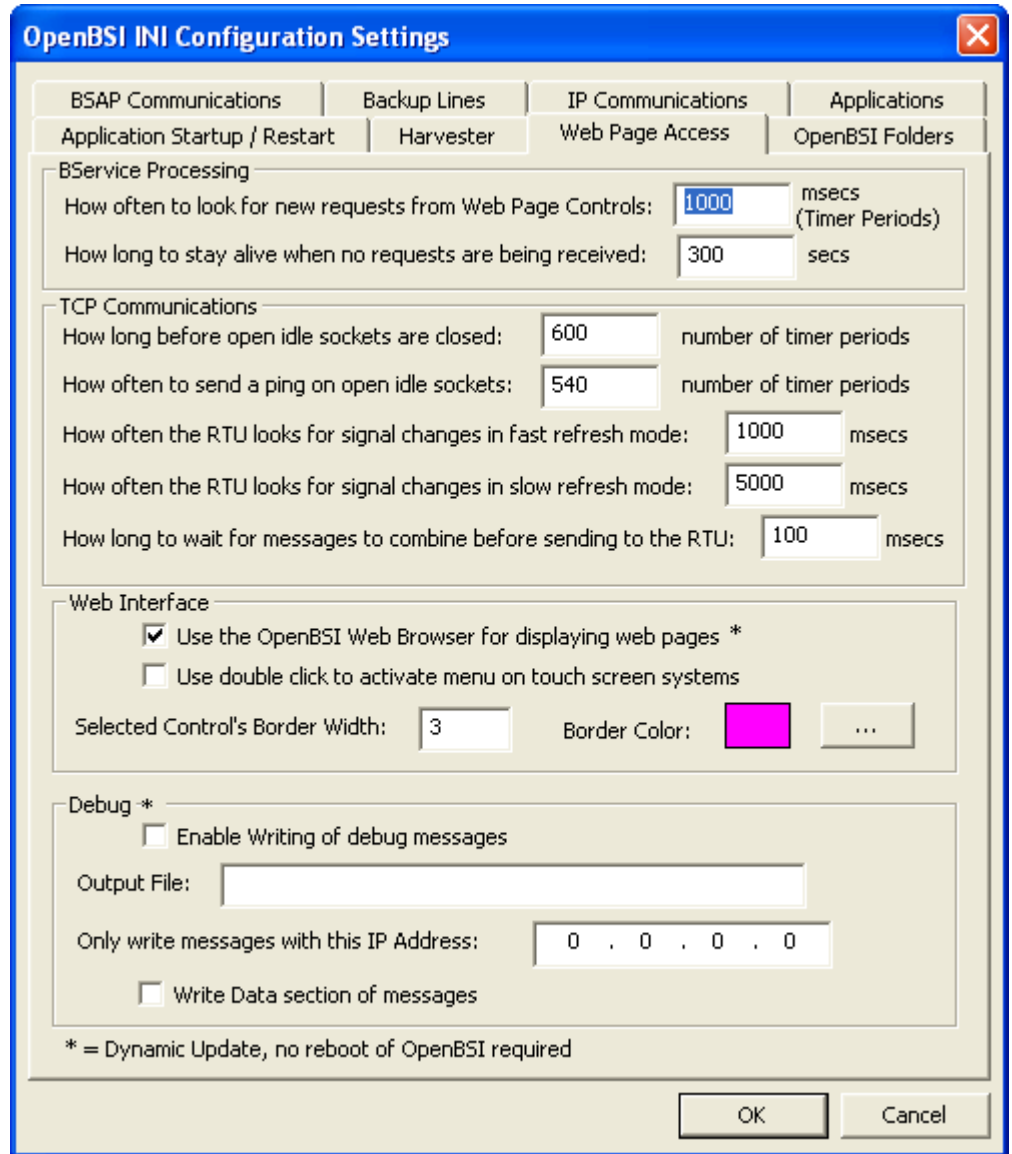 OpenBSI INI Configuration Settings
BSAP Communications
Backup Lines
IP Communications
Applications
Application Startup / Restart
Harvester
Web Page Access
OpenBSI Folders
BService Processing
How often to look for new requests from Web Page Controls: 1000 msecs
(Timer Periods)
How long to stay alive when no requests are being received: 300 secs
TCP Communications
How long before open idle sockets are closed: 600 number of timer periods
How often to send a ping on open idle sockets: 540 number of timer periods
How often the RTU looks for signal changes in fast refresh mode: 1000 msecs
How often the RTU looks for signal changes in slow refresh mode: 5000 msecs
How long to wait for messages to combine before sending to the RTU: 100 msecs
Web Interface
Use the OpenBSI Web Browser for displaying web pages *
Use double click to activate menu on touch screen systems
Selected Control's Border Width: 3 Border Color: ...
Debug *
Enable Writing of debug messages
Output File:
Only write messages with this IP Address: 0 . 0 . 0 . 0
Write Data section of messages
* = Dynamic Update, no reboot of OpenBSI required
OK Cancel